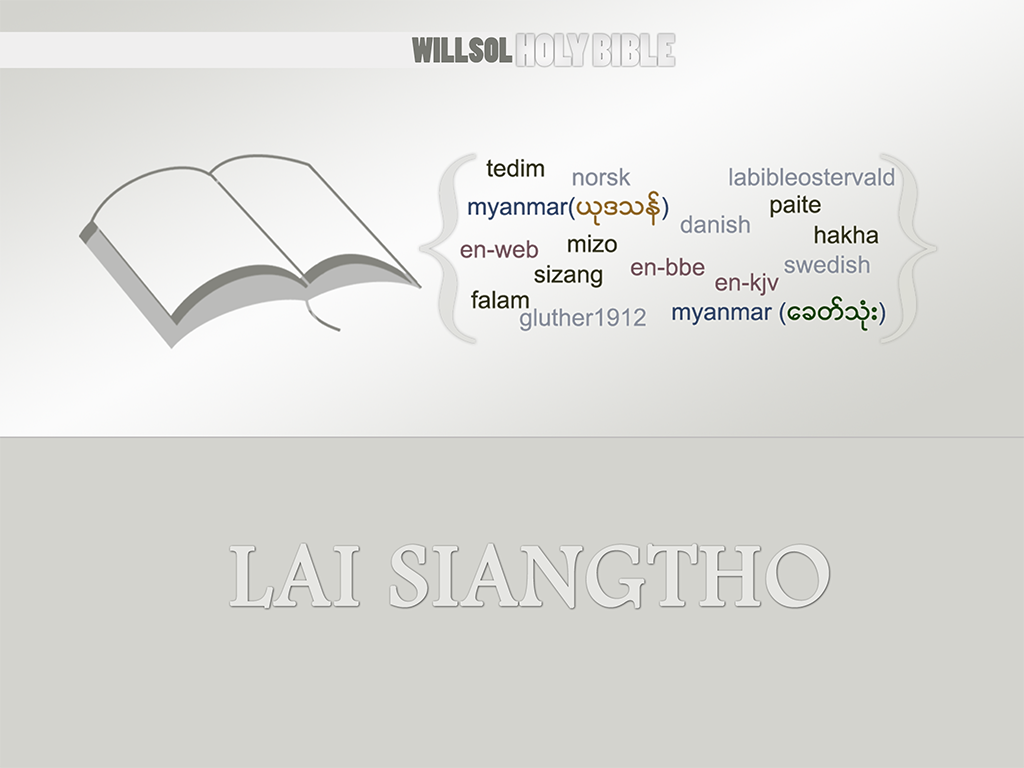 WILLSOL HOLY BIBLE
tedim
norsk
labibleostervald
myanmar(ယုဒသန်)
paite
danish
hakha
en-web
mizo
sizang
en-bbe
swedish
en-kjv
falam
gluther1912
myanmar (ခေတ်သုံး)
LAI SIANGTHO